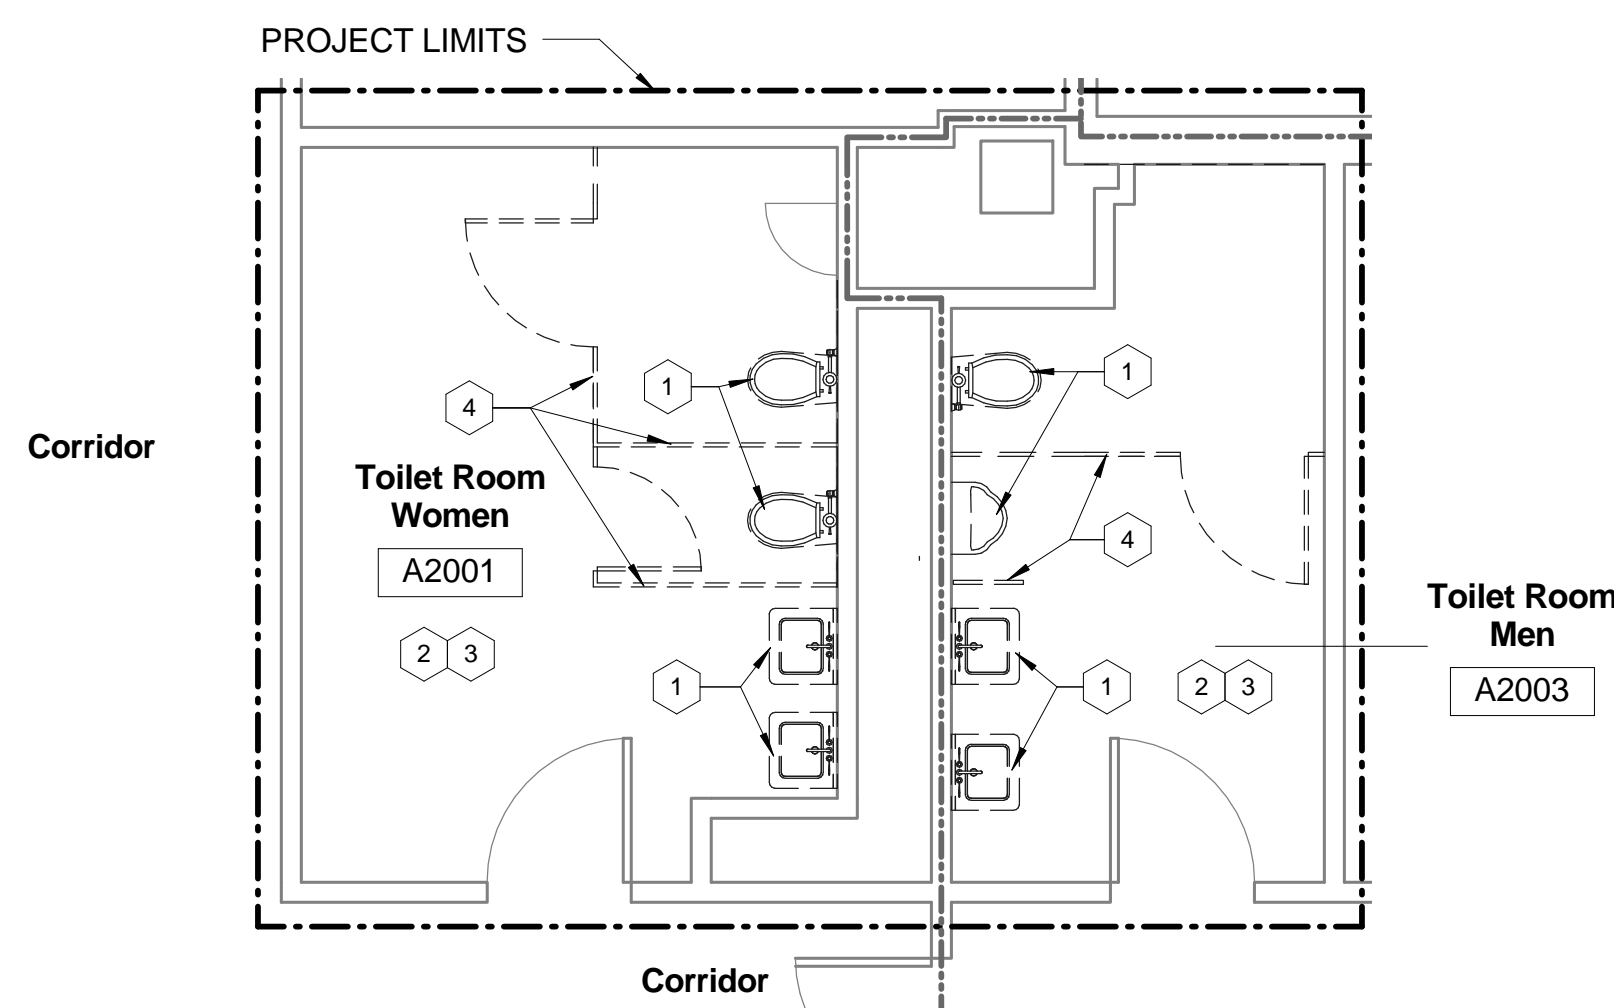 PROJECT LIMITS
1
1
4
Corridor
Toilet Room
Women
A2001
4
2 3
1
1
2 3
Toilet Room
Men
A2003
Corridor